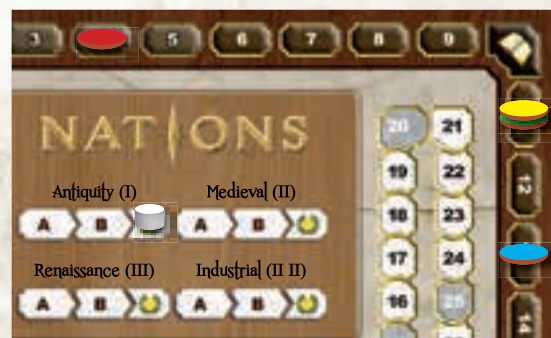 3 5 6 7 8 9
NATIONS
Antiquity (I) Medieval (II)
A B A B
Renaissance (III) Industrial (II II)
A B A B
20 21
19 22
18 23
17 24
16 25
12
14